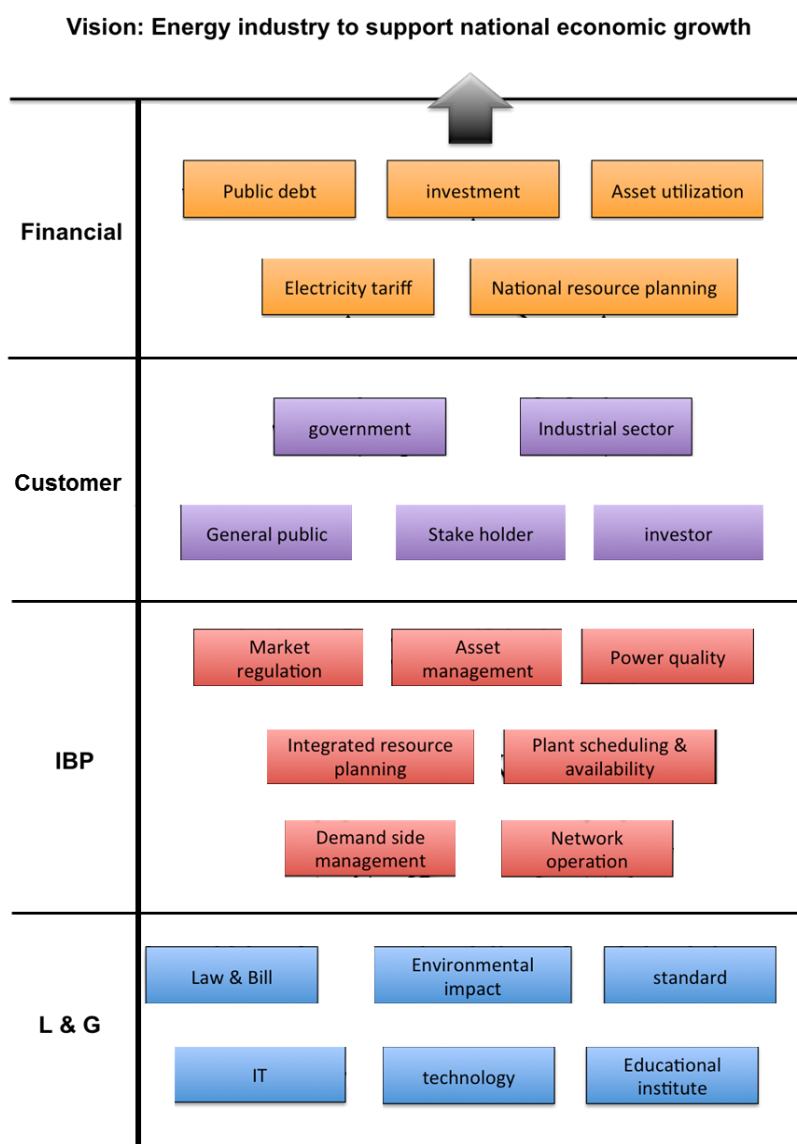 Vision: Energy industry to support national economic growth
Financial
Public debt
investment
Asset utilization
Electricity tariff
National resource planning
Customer
government
Industrial sector
General public
Stake holder
investor
IBP
Market
regulation
Asset
management
Power quality
Integrated resource
planning
Plant scheduling &
availability
Demand side
management
Network
operation
L & G
Law & Bill
Environmental
impact
standard
IT
technology
Educational
institute